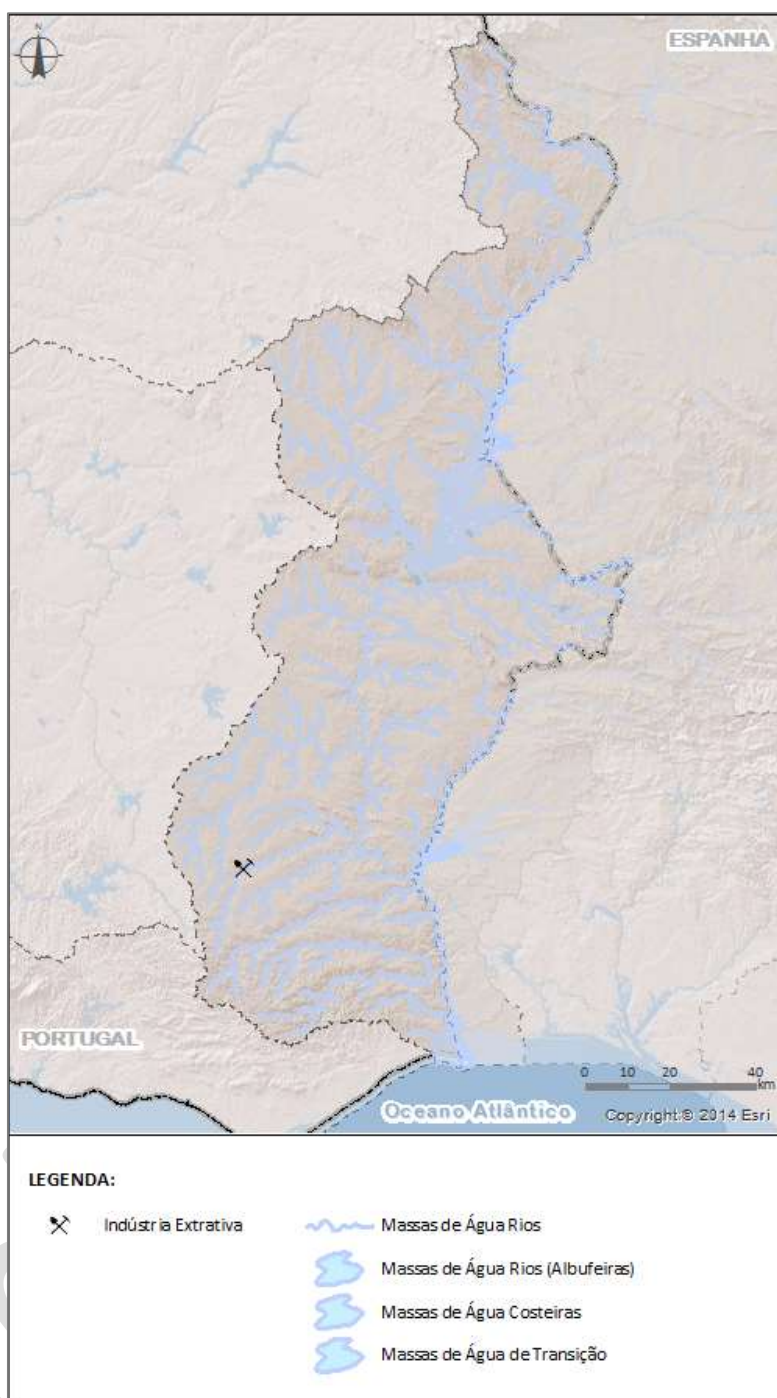 N
ESPANHA
PORTUGAL
0 10 20 40
km
Oceano Atlântico
Copyright:© 2014 Esri
LEGENDA:
Indústria Extrativa
Massas de Água Rios
Massas de Água Rios (Albufeiras)
Massas de Água Costeiras
Massas de Água de Transição